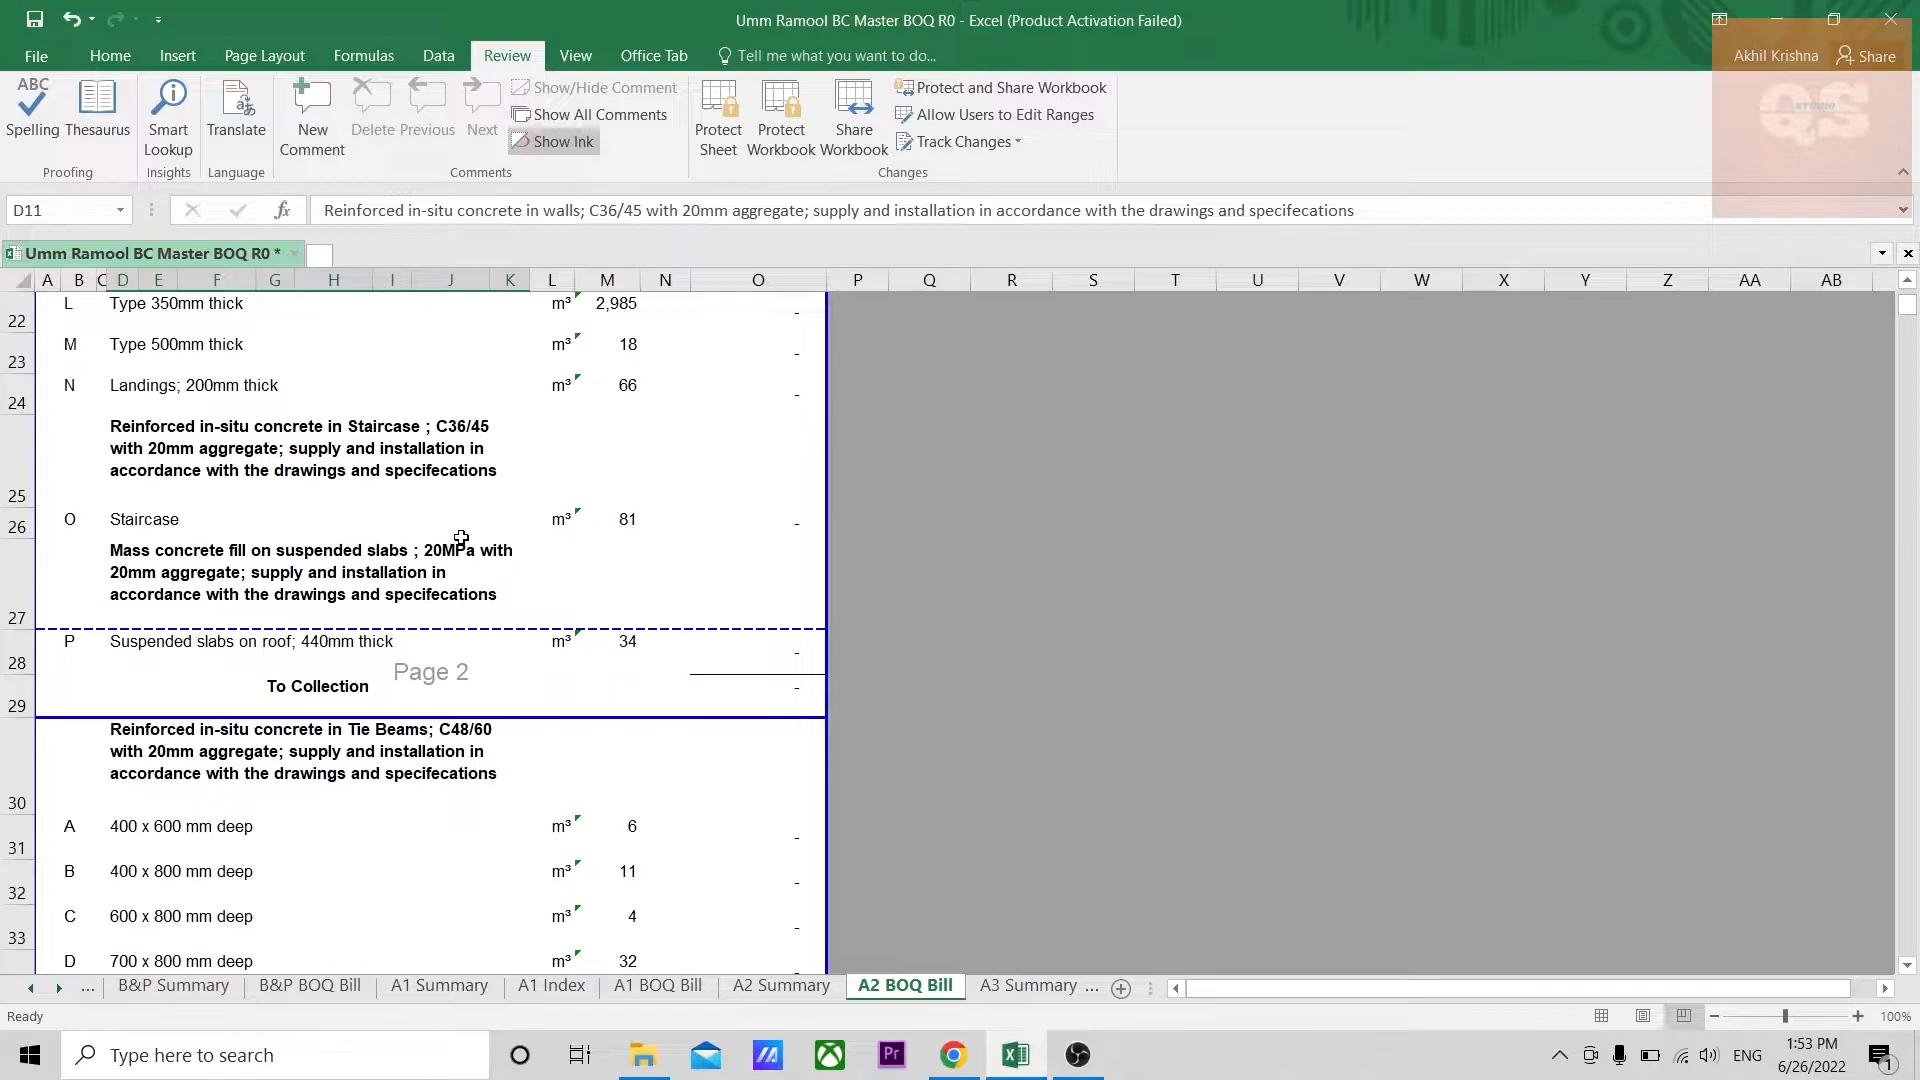 Umm Ramool BC Master BOQ R0 - Excel (Product Activation Failed)
File Home Insert Page Layout Formulas Data Review View Office Tab Tell me what you want to do... Akhil Krishna Share
ABC
Spelling Thesaurus Smart Lookup Translate New Comment Delete Previous Next
Show/Hide Comment
Show All Comments
Show Ink
Protect Sheet Protect Workbook Share Workbook
Protect and Share Workbook
Allow Users to Edit Ranges
Track Changes
QS
Proofing Insights Language Comments Changes
D11 fx Reinforced in-situ concrete in walls; C36/45 with 20mm aggregate; supply and installation in accordance with the drawings and specifecations
Umm Ramool BC Master BOQ R0 *
A B C D E F G H I J K L M N O P Q R S T U V W X Y Z AA AB
22 L Type 350mm thick m³ 2,985 -
23 M Type 500mm thick m³ 18 -
24 N Landings; 200mm thick m³ 66 -
Reinforced in-situ concrete in Staircase ; C36/45
with 20mm aggregate; supply and installation in
accordance with the drawings and specifecations
25
26 O Staircase m³ 81 -
Mass concrete fill on suspended slabs ; 20MPa with
20mm aggregate; supply and installation in
accordance with the drawings and specifecations
27
28 P Suspended slabs on roof; 440mm thick m³ 34 -
Page 2
29 To Collection -
Reinforced in-situ concrete in Tie Beams; C48/60
with 20mm aggregate; supply and installation in
accordance with the drawings and specifecations
30
31 A 400 x 600 mm deep m³ 6 -
32 B 400 x 800 mm deep m³ 11 -
33 C 600 x 800 mm deep m³ 4 -
D 700 x 800 mm deep m³ 32 -
... B&P Summary B&P BOQ Bill A1 Summary A1 Index A1 BOQ Bill A2 Summary A2 BOQ Bill A3 Summary ...
Ready 100%
Type here to search Pr ENG 1:53 PM
6/26/2022 1